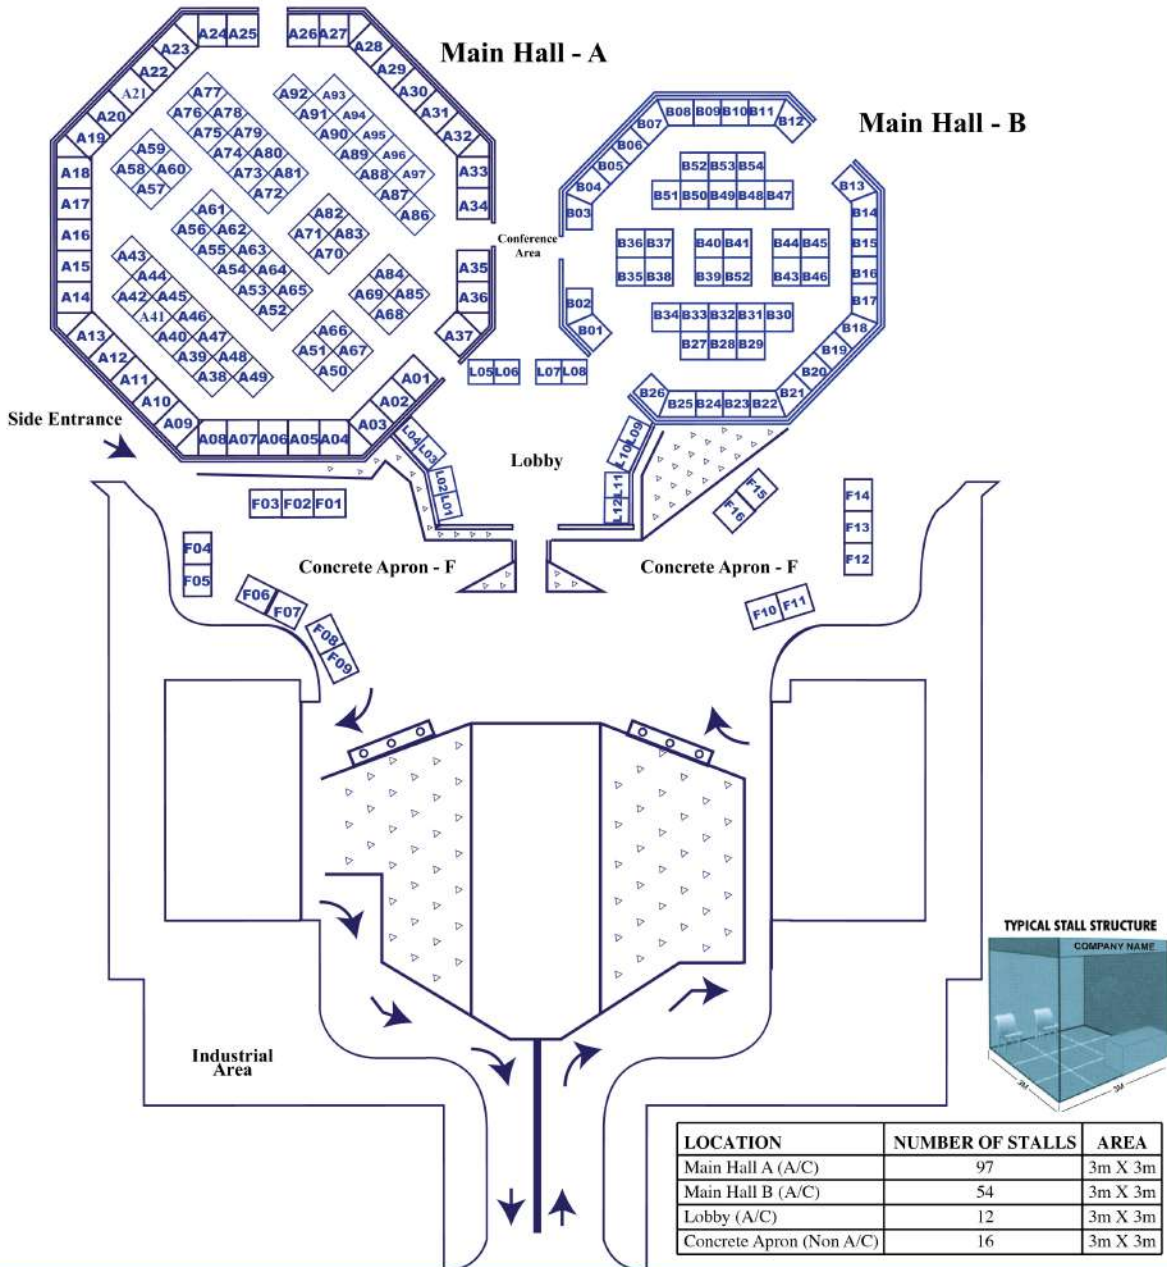 A24 A25 A26 A27
A23 A28
Main Hall - A
A22 A29
A21 A30
A20 A31
A19 A32
A18 A33
A17 A34
A16
A15 A35
A14 A36
A13 A37
A12
A11
A10
A09
A08 A07 A06 A05 A04
A03
A02
A01
A77
A76 A78
A75 A79
A74 A80
A73 A81
A72
A92 A93
A91 A94
A90 A95
A89 A96
A88 A97
A87
A86
A59
A58 A60
A57
A61
A56 A62
A55 A63
A54 A64
A53 A65
A52
A82
A71 A83
A70
A84
A69 A85
A68
A66
A51 A67
A50
A43
A44
A42 A45
A41 A46
A40 A47
A39 A48
A38 A49
Conference
Area
Main Hall - B
B08 B09 B10 B11
B07 B12
B06
B05
B04
B03
B13
B14
B15
B16
B17
B18
B19
B20
B21
B52 B53 B54
B51 B50 B49 B48 B47
B36 B37 B40 B41 B44 B45
B35 B38 B39 B52 B43 B46
B34 B33 B32 B31 B30
B27 B28 B29
B02
B01
B26
B25 B24 B23 B22
L05 L06 L07 L08
Side Entrance
Lobby
L04
L03
L02
L01
L09
L10
L11
L12
F03 F02 F01
F04
F05
F06
F07
F08
F09
Concrete Apron - F
Concrete Apron - F
F15
F16
F14
F13
F12
F10 F11
Industrial
Area
TYPICAL STALL STRUCTURE
COMPANY NAME
3M 3M
LOCATION NUMBER OF STALLS AREA
Main Hall A (A/C) 97 3m X 3m
Main Hall B (A/C) 54 3m X 3m
Lobby (A/C) 12 3m X 3m
Concrete Apron (Non A/C) 16 3m X 3m